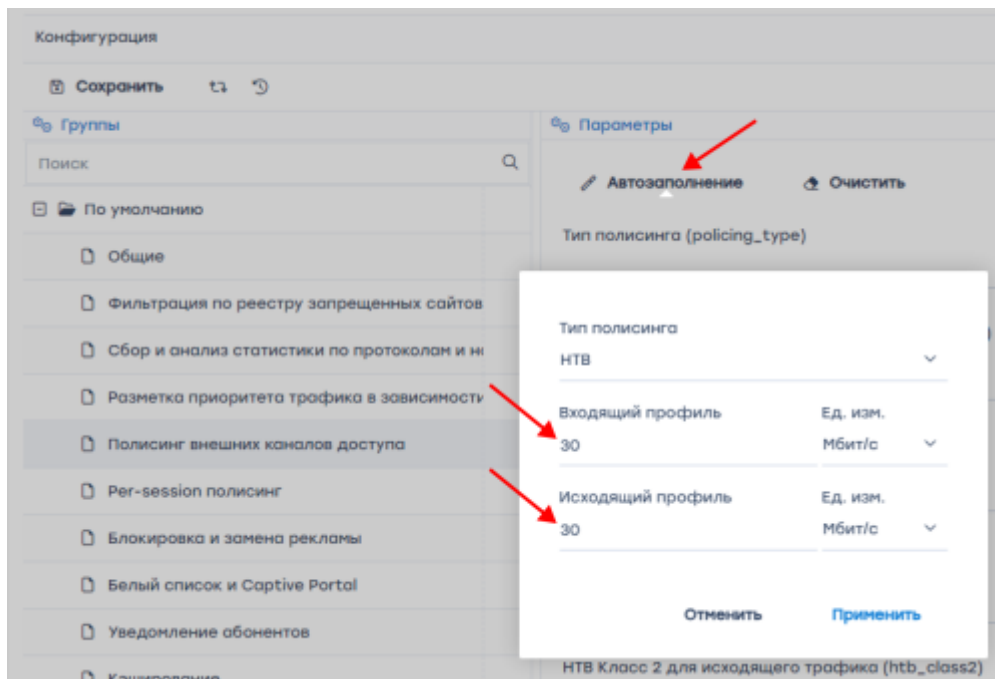 Конфигурация
Сохранить
Группы
Поиск
По умолчанию
Общие
Фильтрация по реестру запрещенных сайтов
Сбор и анализ статистики по протоколам и
Разметка приоритета трафика в зависимости
Полисинг внешних каналов доступа
Per-session полисинг
Блокировка и замена рекламы
Белый список и Captive Portal
Уведомление абонентов
Кэширование
Параметры
Автозаполнение Очистить
Тип полисинга (policing_type)
Тип полисинга
HTB
Входящий профиль Ед. изм.
30 Мбит/с
Исходящий профиль Ед. изм.
30 Мбит/с
Отменить Применить
HTB Класс 2 для исходящего трафика (htb_class2)